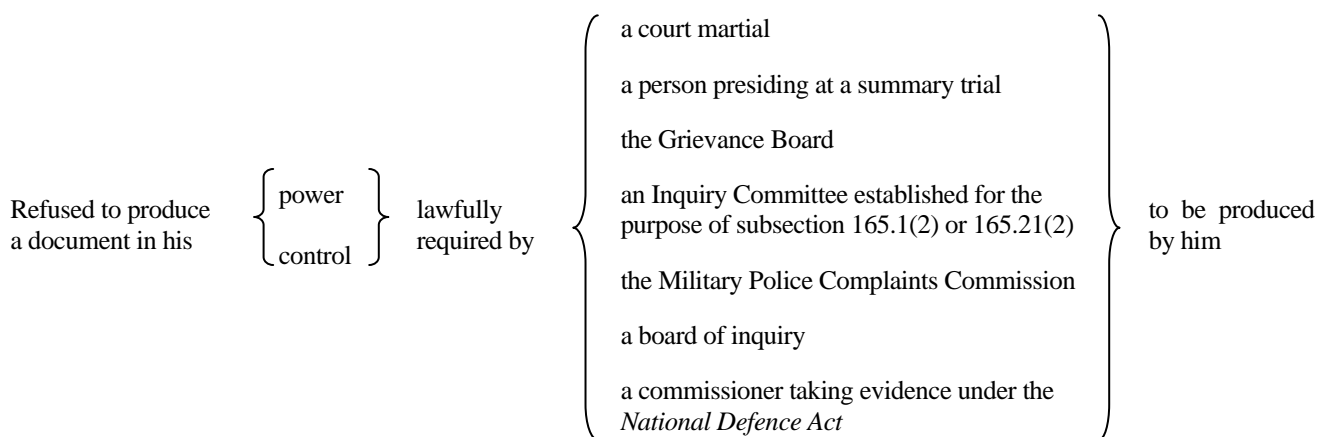 Refused to produce
a document in his
power
control
lawfully
required by
a court martial
a person presiding at a summary trial
the Grievance Board
an Inquiry Committee established for the
purpose of subsection 165.1(2) or 165.21(2)
the Military Police Complaints Commission
a board of inquiry
a commissioner taking evidence under the
National Defence Act
to be produced
by him